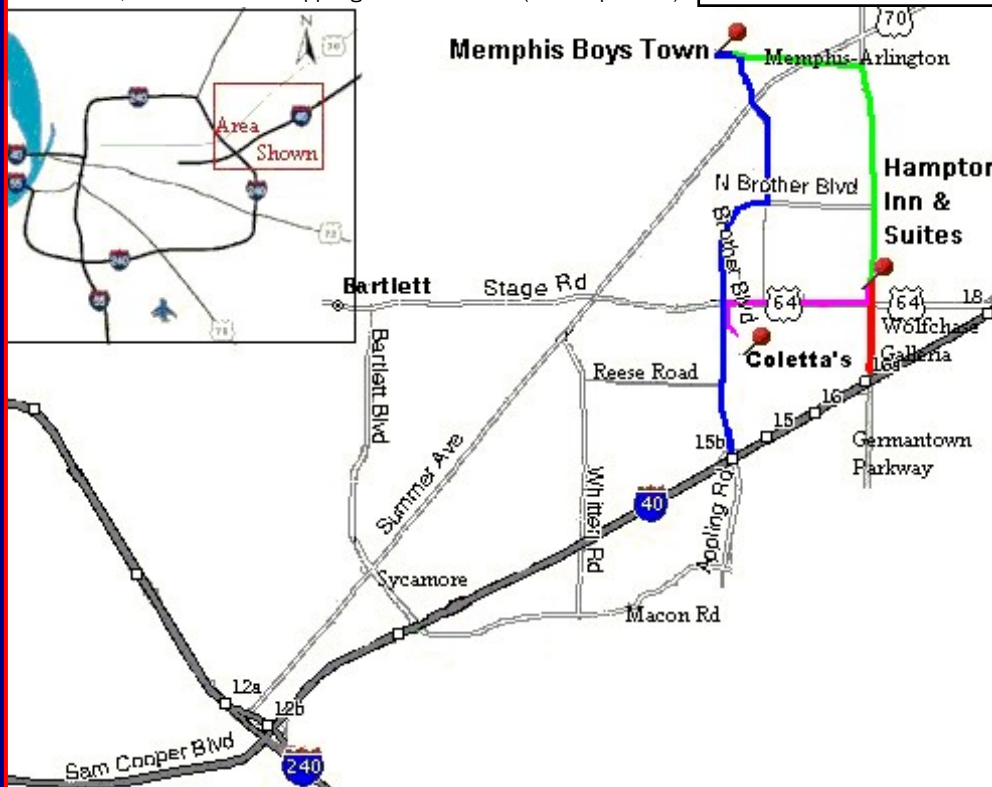 N
70
40
240
Area
Shown
40
240
55
72
240
55
78
70
Memphis Boys Town
Memphis-Arlington
Hampton
Inn &
Suites
N Brother Blvd
Brother Blvd
Bartlett
Stage Rd
64
64
18
Wolfchase
Galleria
Coletta's
16a
Reese Road
16
15
15b
Germantown
Parkway
Bartlett Blvd
Summer Ave
Whitten Rd
40
Appling Rd
Sycamore
Macon Rd
12a
12b
Sam Cooper Blvd
240